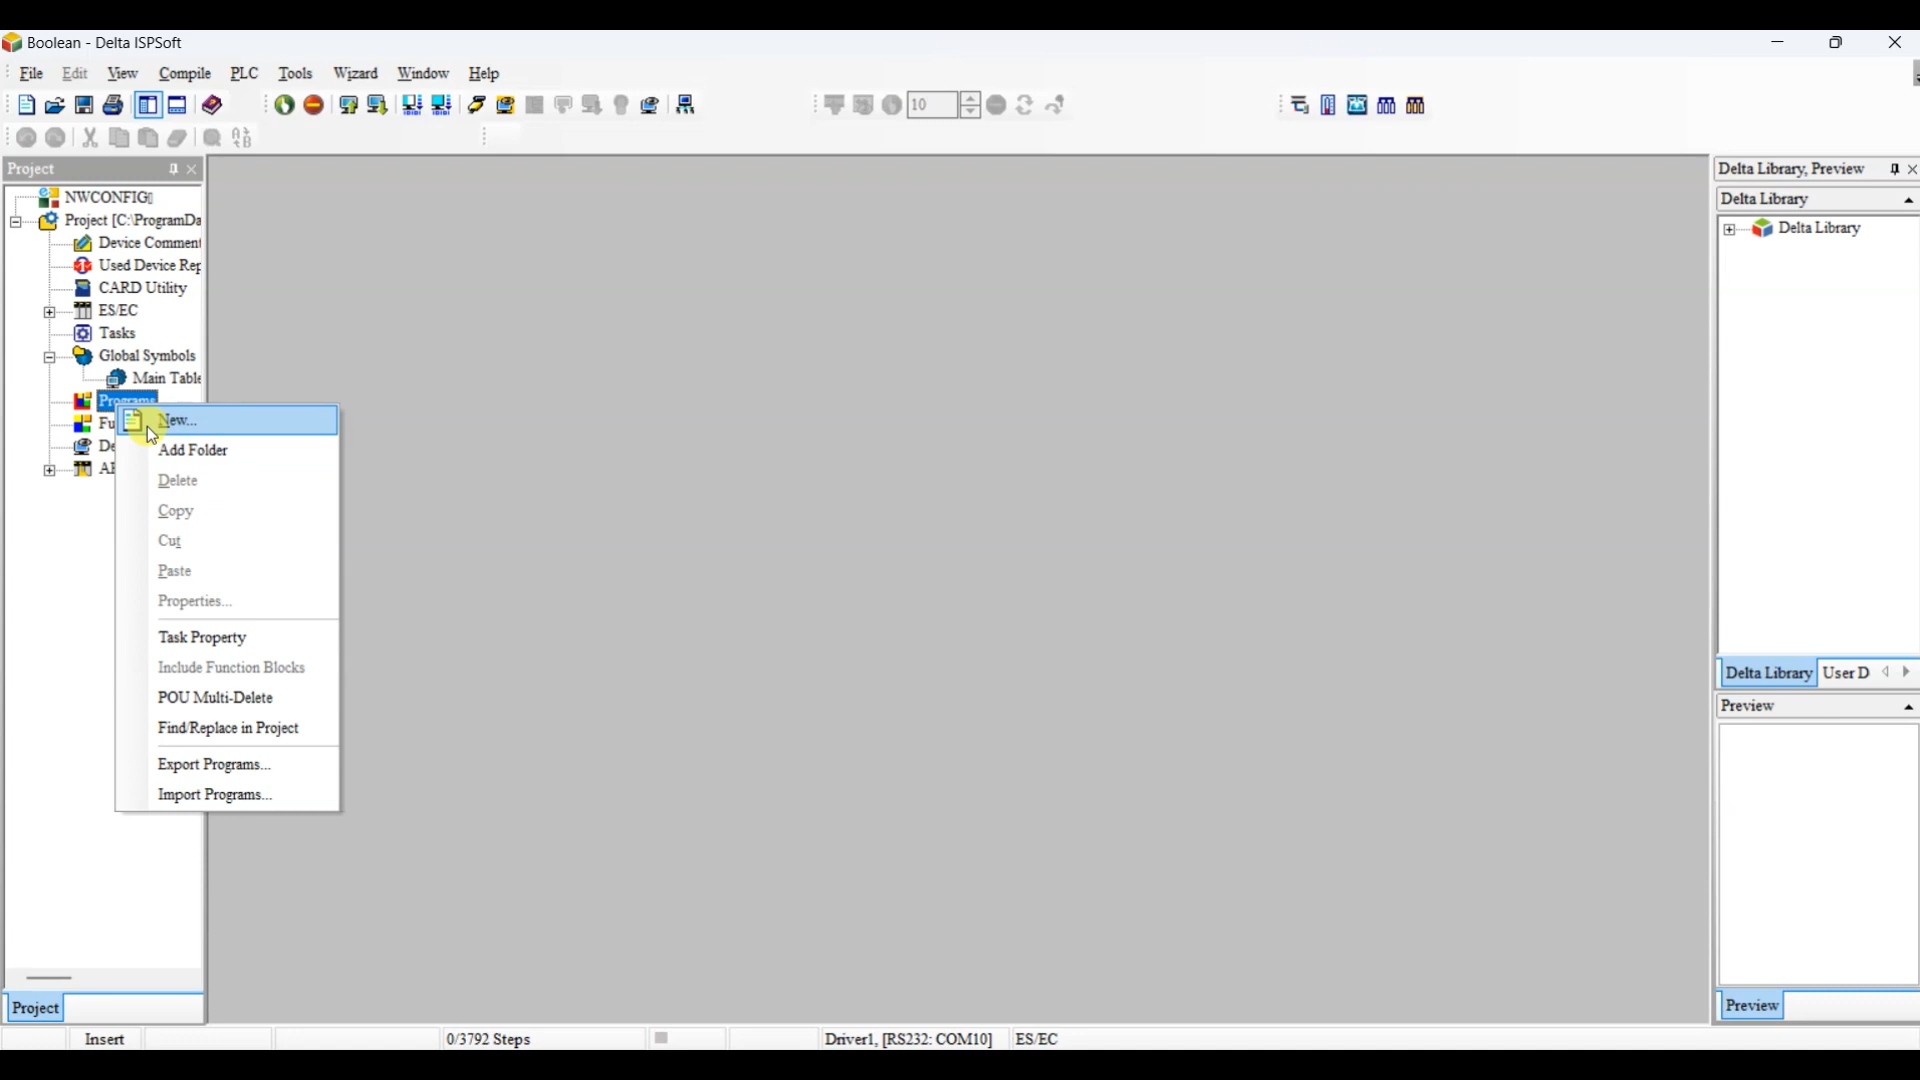 Boolean - Delta ISPSoft
File Edit View Compile PLC Tools Wizard Window Help
10
Project
NWCONFIG
Project [C:\ProgramDa
Device Comment
Used Device Rep
CARD Utility
ES/EC
Tasks
Global Symbols
Main Table
Programs
Fu
De
New...
Add Folder
Delete
Copy
Cut
Paste
Properties...
Task Property
Include Function Blocks
POU Multi-Delete
Find/Replace in Project
Export Programs...
Import Programs...
Project
Delta Library, Preview
Delta Library
Delta Library
Delta Library User D
Preview
Preview
Insert 0/3792 Steps Driver1, [RS232: COM10] ES/EC